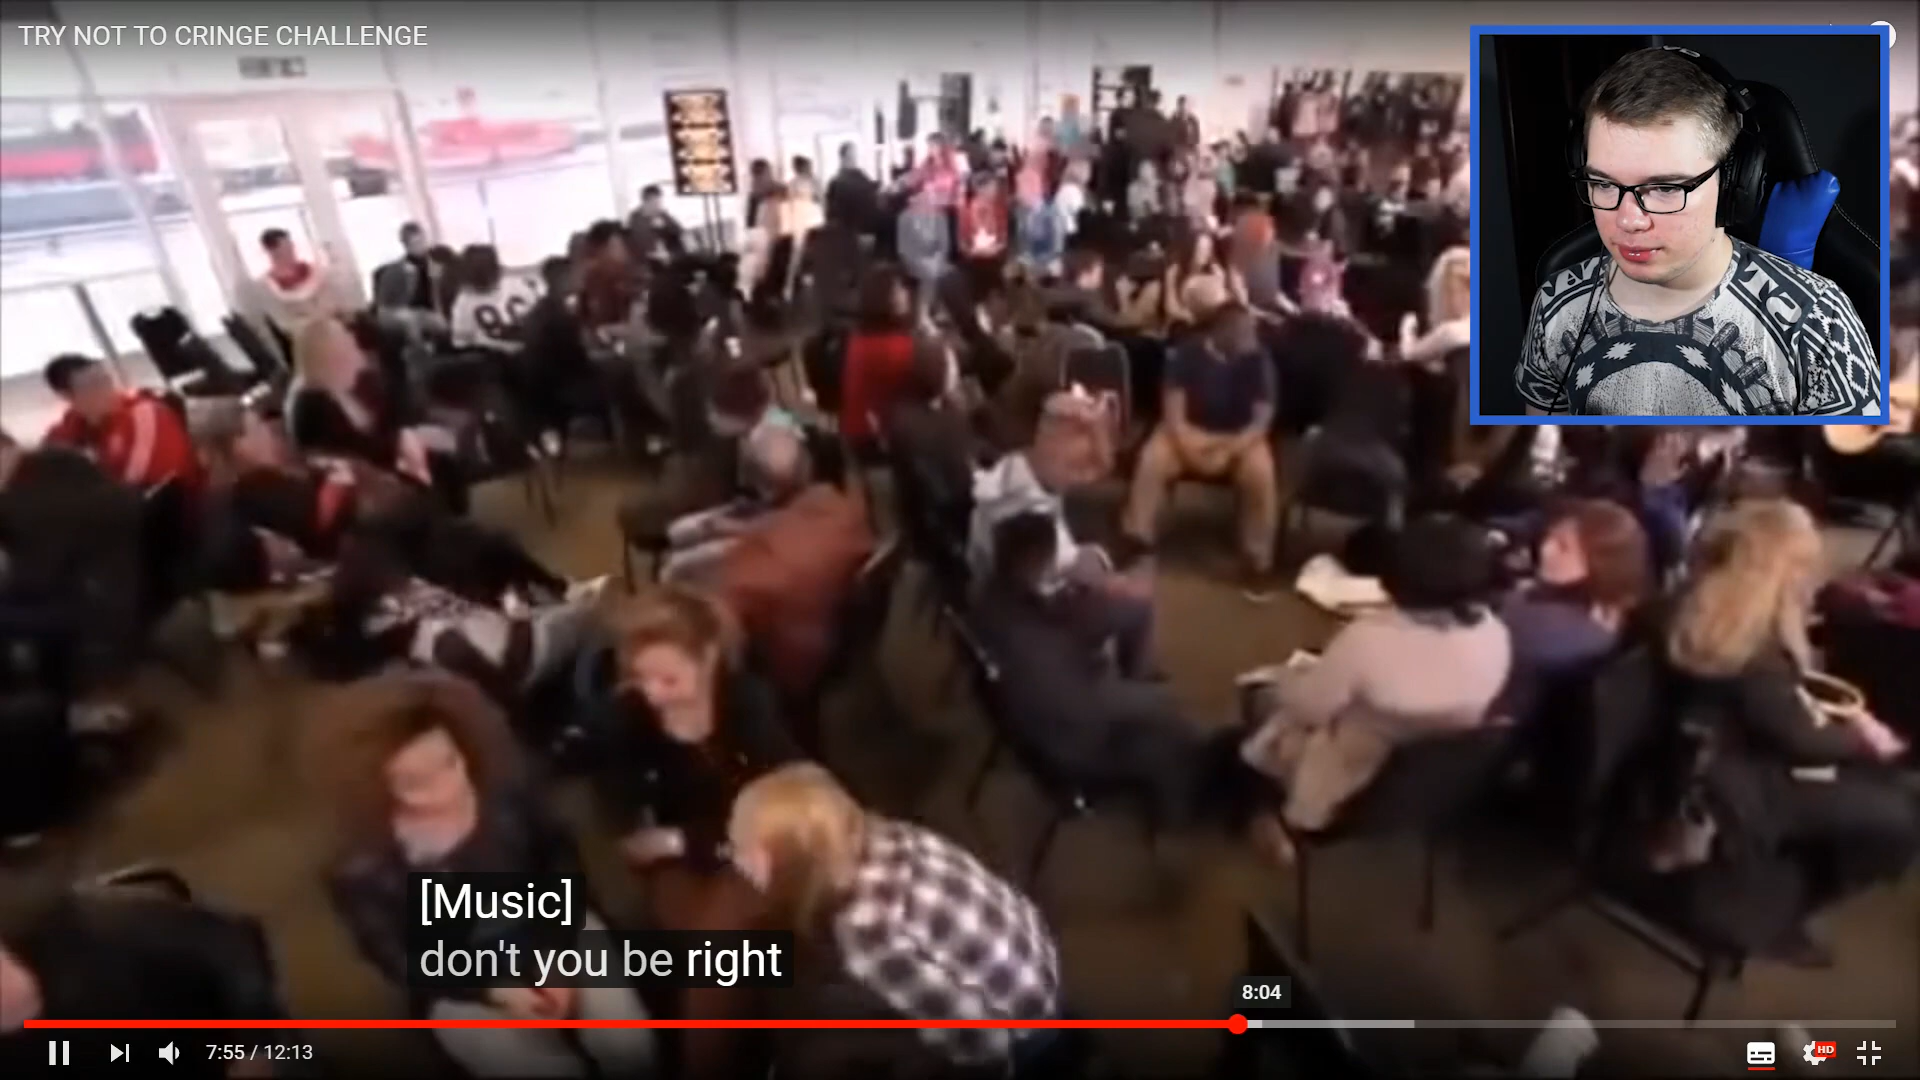 TRY NOT TO CRINGE CHALLENGE
[Music]
don't you be right
8:04
7:55 / 12:13
HD